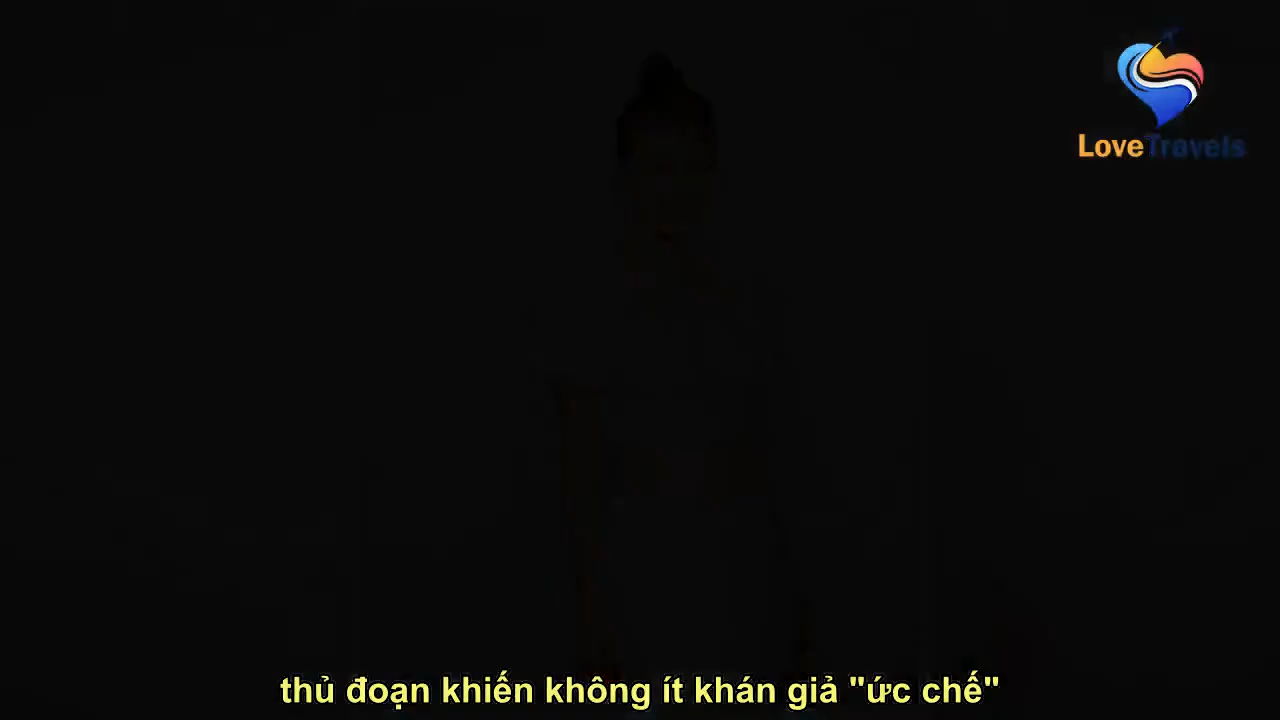 LoveTravels
thủ đoạn khiến không ít khán giả "ức chế"